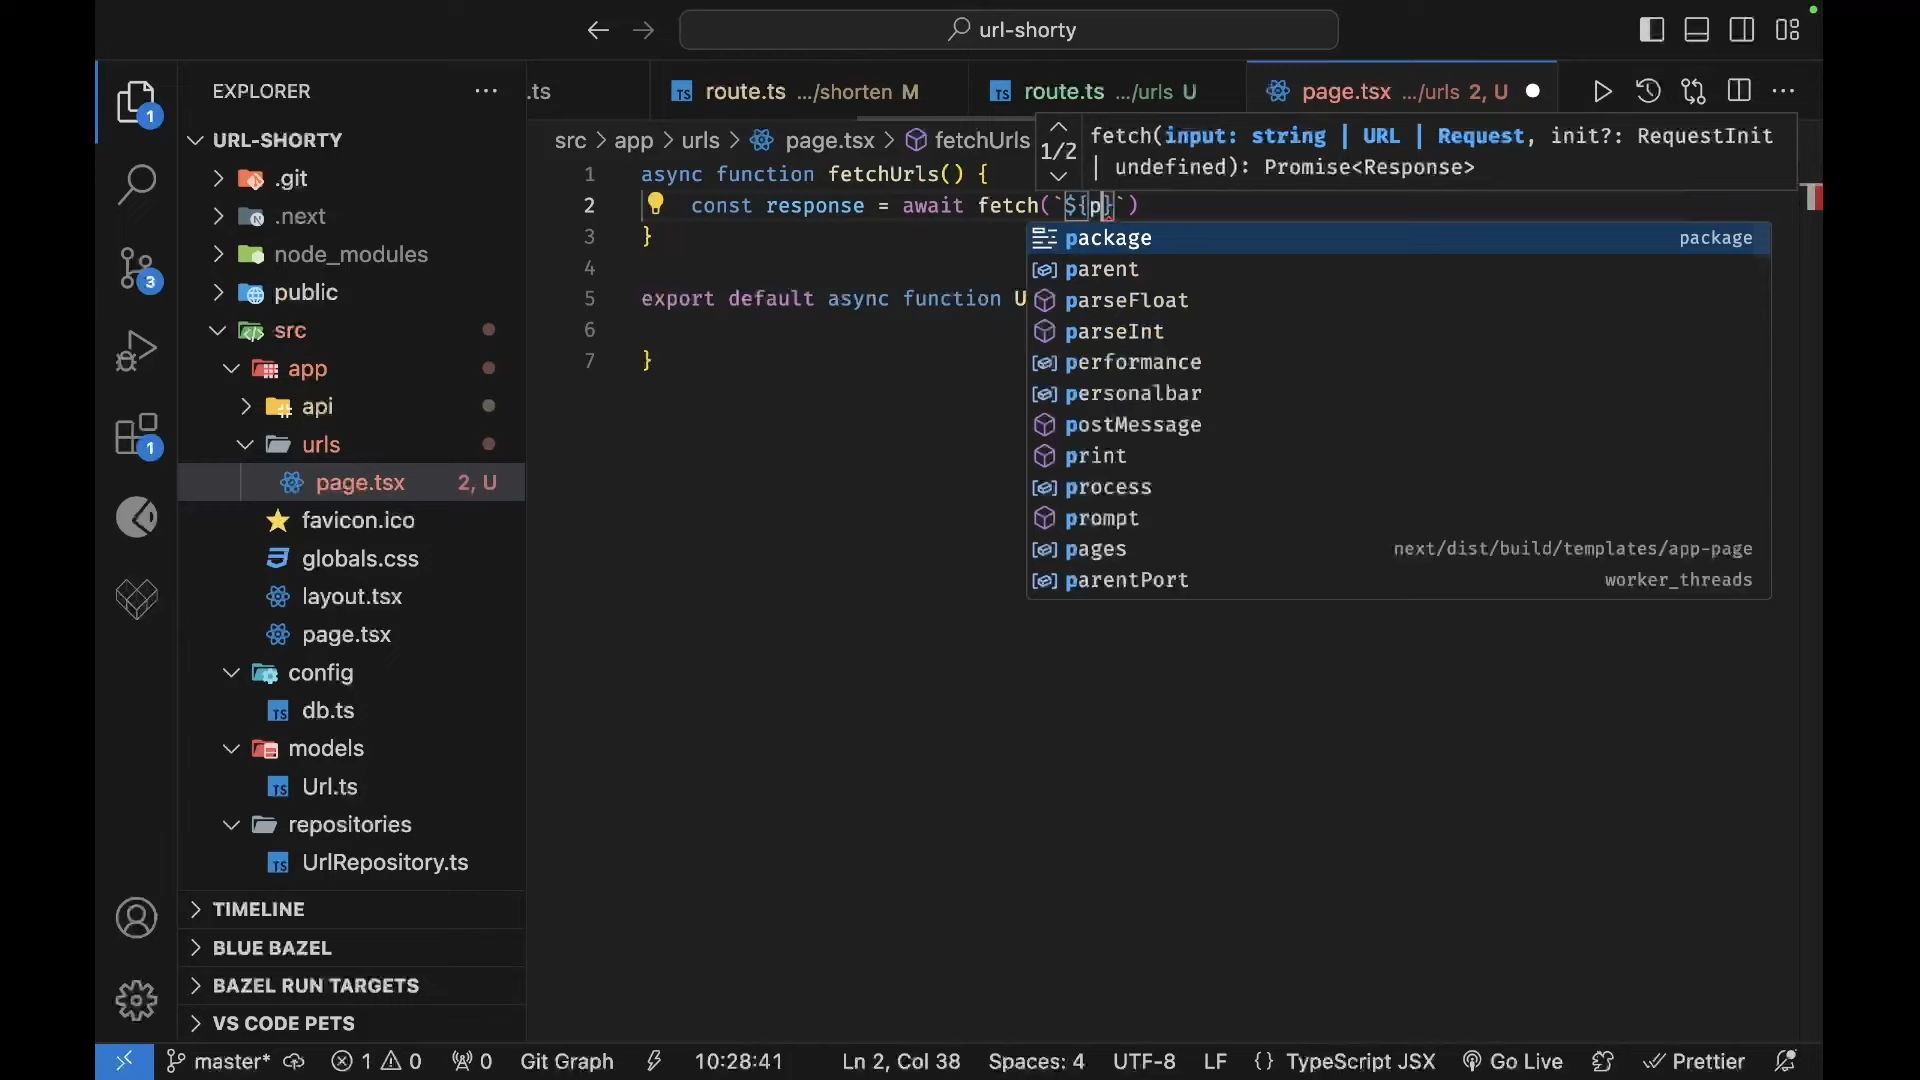 url-shorty
EXPLORER
.ts
route.ts .../shorten M
route.ts .../urls U
page.tsx .../urls 2, U
1
URL-SHORTY
.git
.next
node_modules
public
src
app
api
urls
page.tsx 2, U
favicon.ico
globals.css
layout.tsx
page.tsx
config
db.ts
models
Url.ts
repositories
UrlRepository.ts
TIMELINE
BLUE BAZEL
BAZEL RUN TARGETS
VS CODE PETS
3
1
src > app > urls > page.tsx > fetchUrls
1/2
fetch(input: string | URL | Request, init?: RequestInit
| undefined): Promise<Response>
1 async function fetchUrls() {
2 const response = await fetch(`${p}`)
3 }
4
5 export default async function U
6
7 }
package package
parent
parseFloat
parseInt
performance
personalbar
postMessage
print
process
prompt
pages next/dist/build/templates/app-page
parentPort worker_threads
master* 1 0 0 Git Graph 10:28:41 Ln 2, Col 38 Spaces: 4 UTF-8 LF {} TypeScript JSX Go Live Prettier